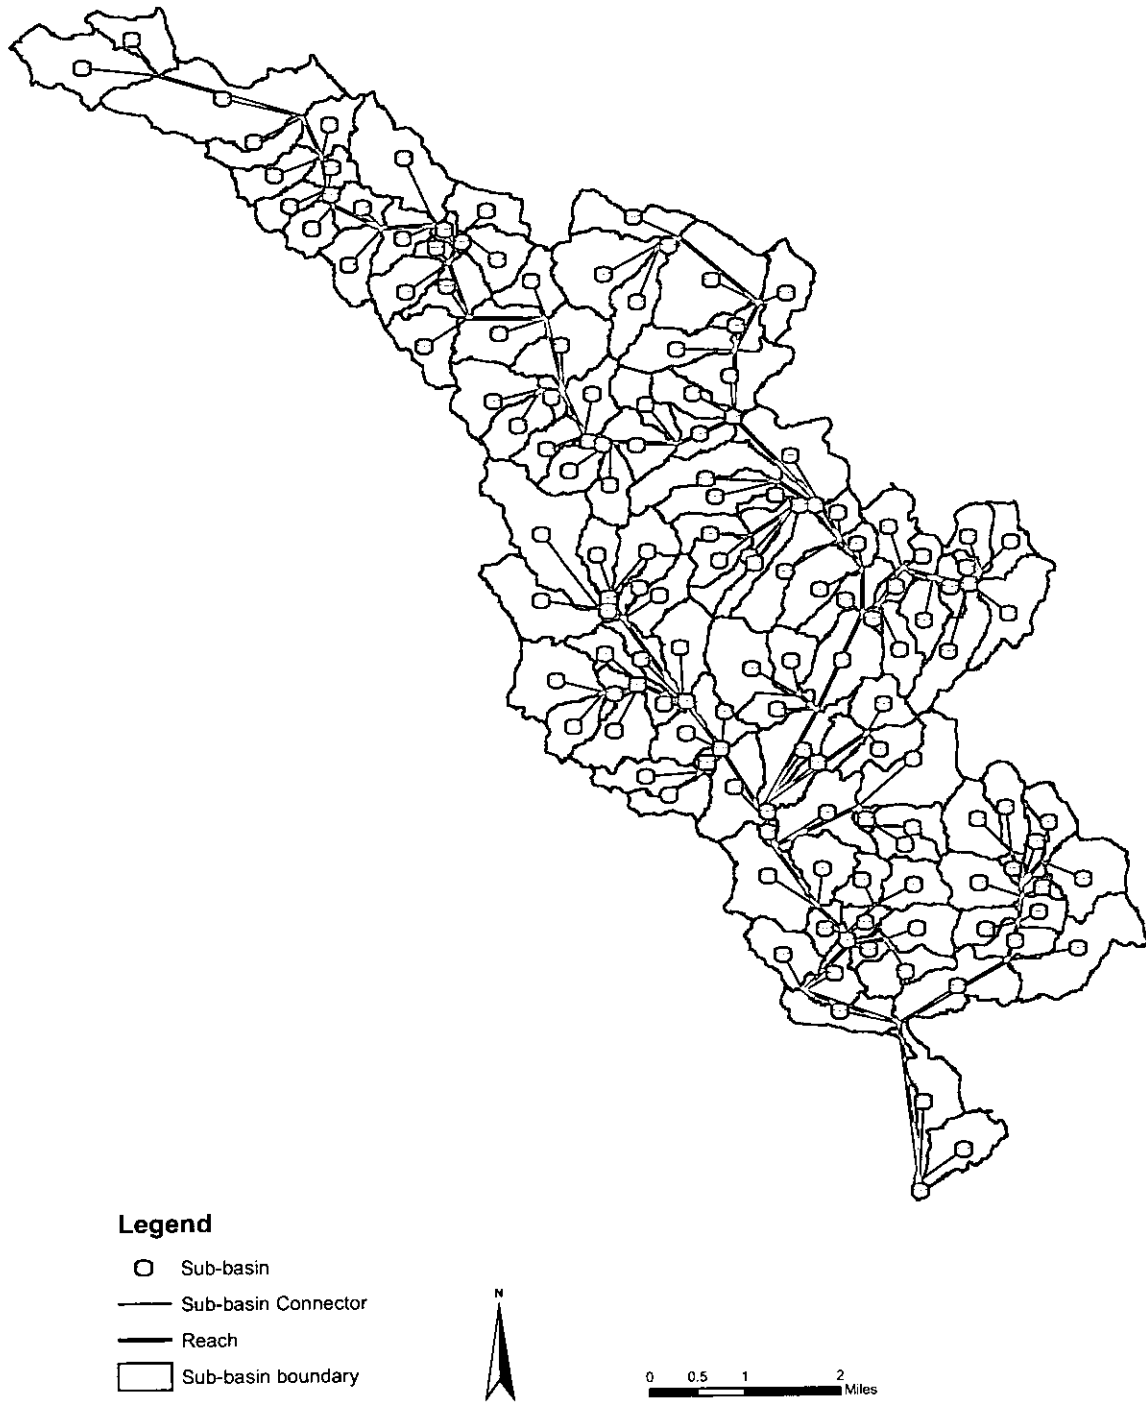 Legend
Sub-basin
Sub-basin Connector
Reach
Sub-basin boundary
N
0 0.5 1 2
Miles